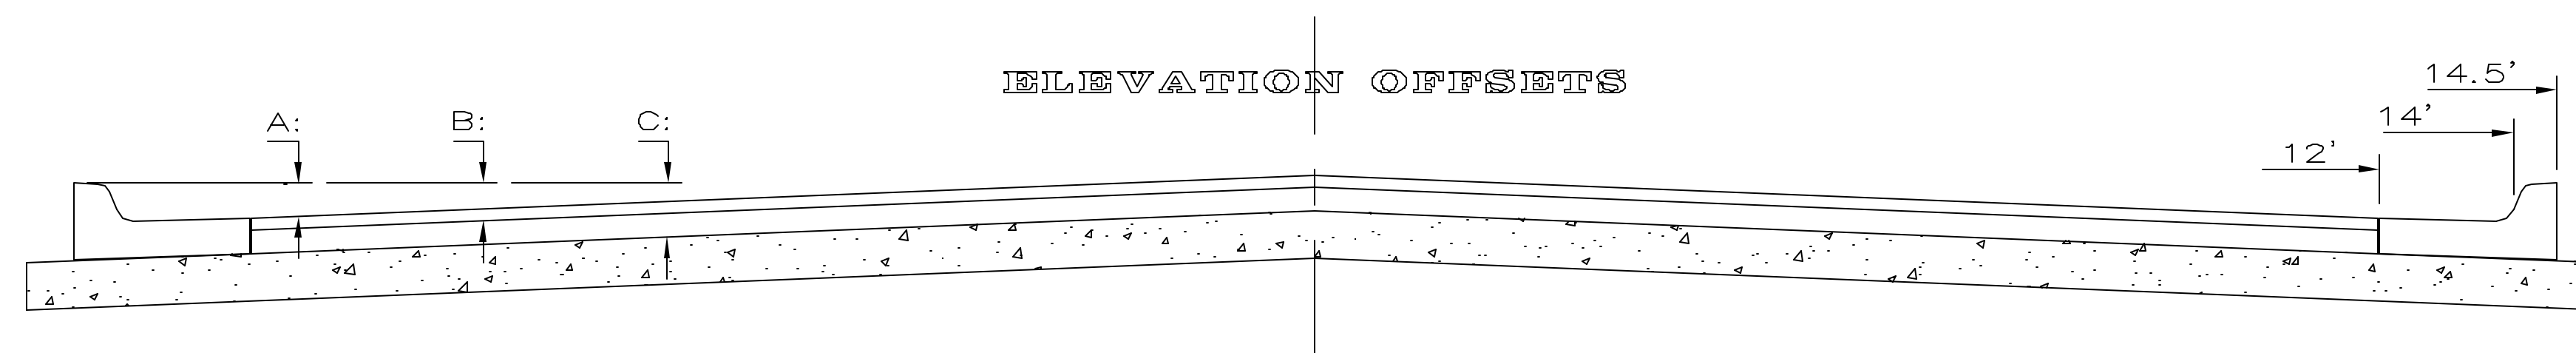 ELEVATION OFFSETS
14.5'
14'
A: B: C:
12'